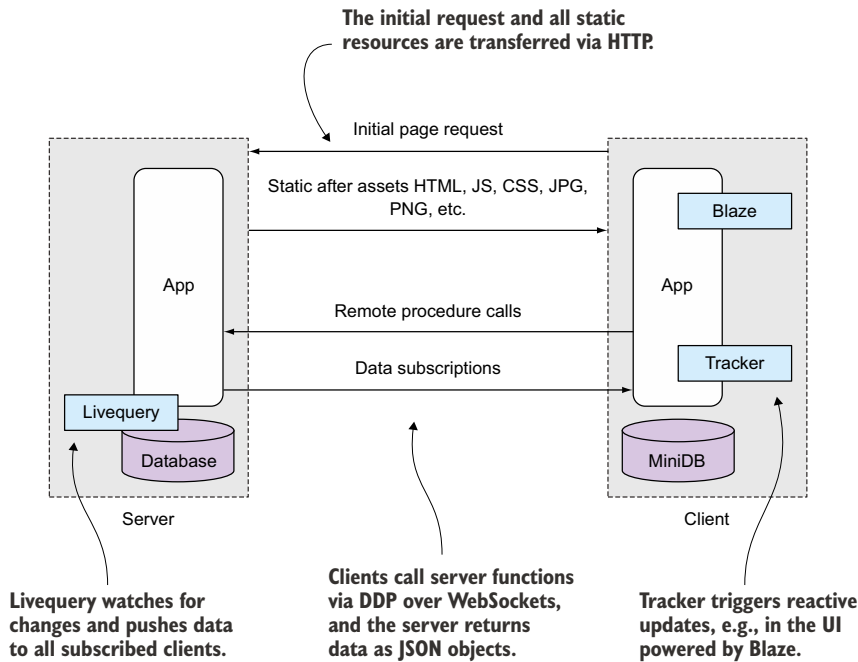 The initial request and all static
resources are transferred via HTTP.
Initial page request
Static after assets HTML, JS, CSS, JPG,
PNG, etc.
Blaze
App
App
Remote procedure calls
Tracker
Data subscriptions
Livequery
Database
MiniDB
Server
Client
Livequery watches for
changes and pushes data
to all subscribed clients.
Clients call server functions
via DDP over WebSockets,
and the server returns
data as JSON objects.
Tracker triggers reactive
updates, e.g., in the UI
powered by Blaze.